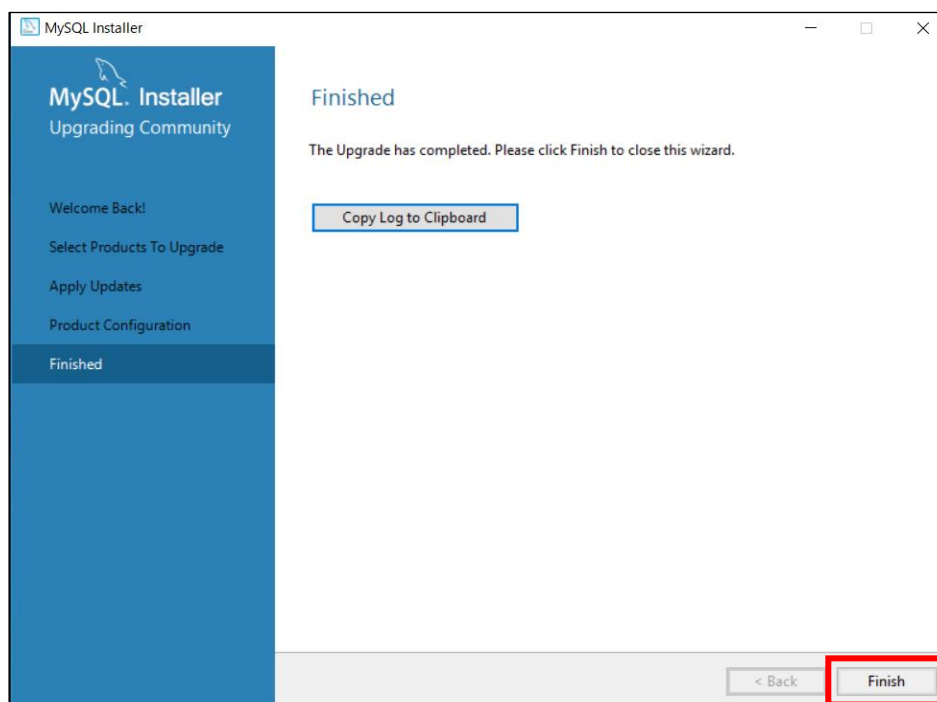 MySQL Installer
MySQL. Installer
Upgrading Community
Welcome Back!
Select Products To Upgrade
Apply Updates
Product Configuration
Finished
Finished
The Upgrade has completed. Please click Finish to close this wizard.
Copy Log to Clipboard
< Back
Finish